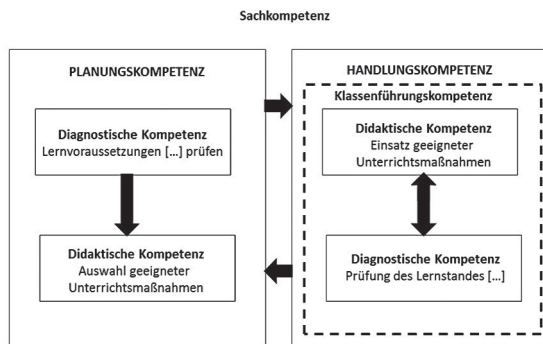 Sachkompetenz
PLANUNGSKOMPETENZ
Diagnostische Kompetenz
Lernvoraussetzungen […] prüfen
Didaktische Kompetenz
Auswahl geeigneter
Unterrichtsmaßnahmen
HANDLUNGSKOMPETENZ
Klassenführungskompetenz
Didaktische Kompetenz
Einsatz geeigneter
Unterrichtsmaßnahmen
Diagnostische Kompetenz
Prüfung des Lernstandes […]